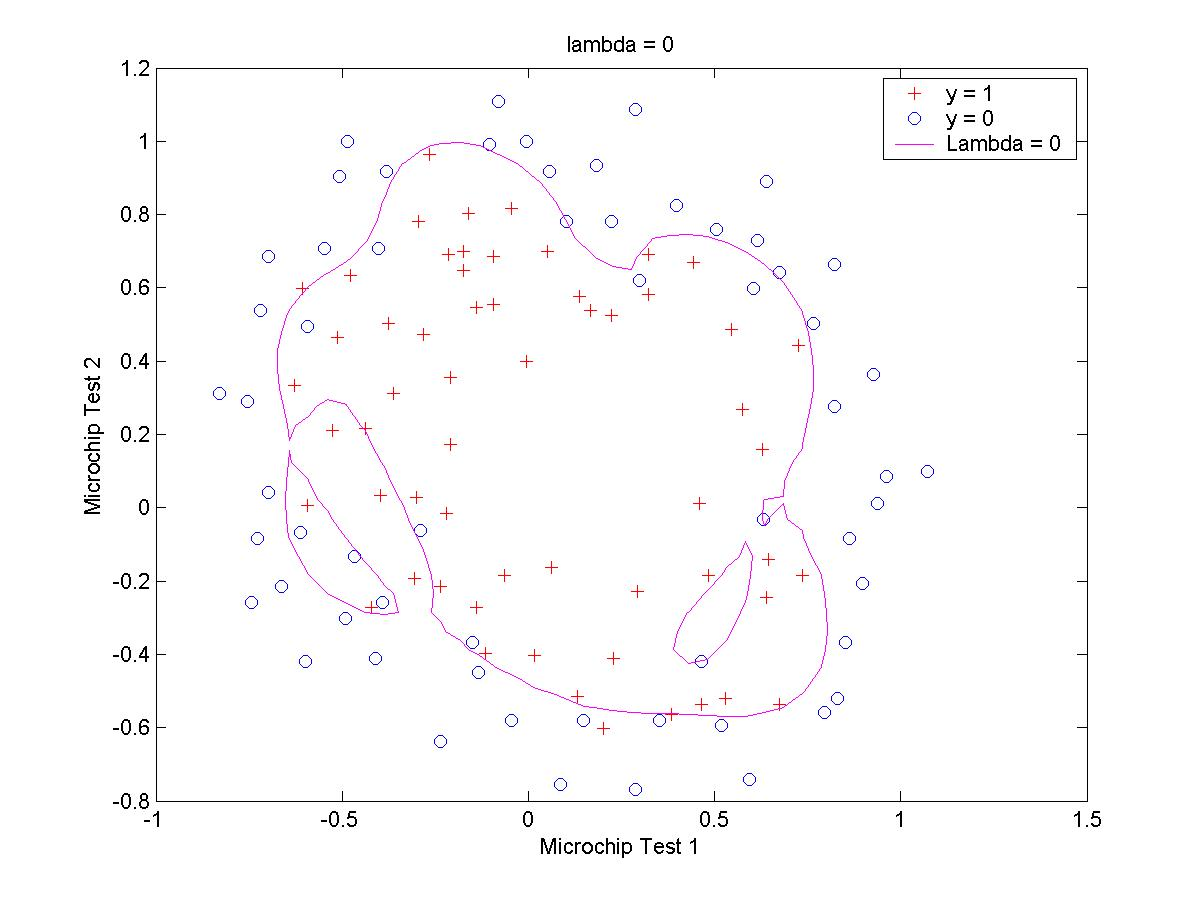 lambda = 0
1.2
1
0.8
0.6
0.4
0.2
0
-0.2
-0.4
-0.6
-0.8
y = 1
y = 0
Lambda = 0
Microchip Test 2
-1 -0.5 0 0.5 1 1.5
Microchip Test 1